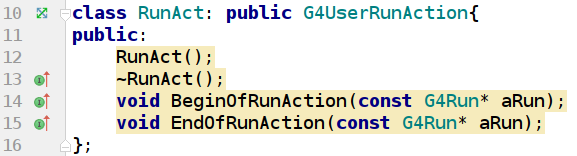 10 class RunAct: public G4UserRunAction{
11 public:
12     RunAct();
13     ~RunAct();
14     void BeginOfRunAction(const G4Run* aRun);
15     void EndOfRunAction(const G4Run* aRun);
16 };